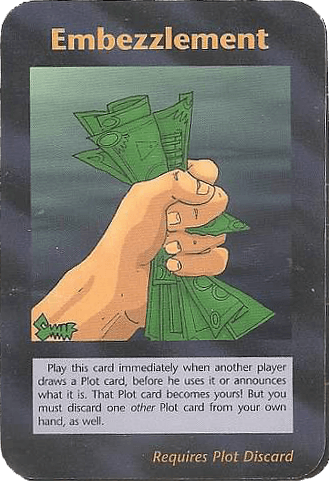 Embezzlement
SHIF
Play this card immediately when another player
draws a Plot card, before he uses it or announces
what it is. That Plot card becomes yours! But you
must discard one other Plot card from your own
hand, as well.
Requires Plot Discard